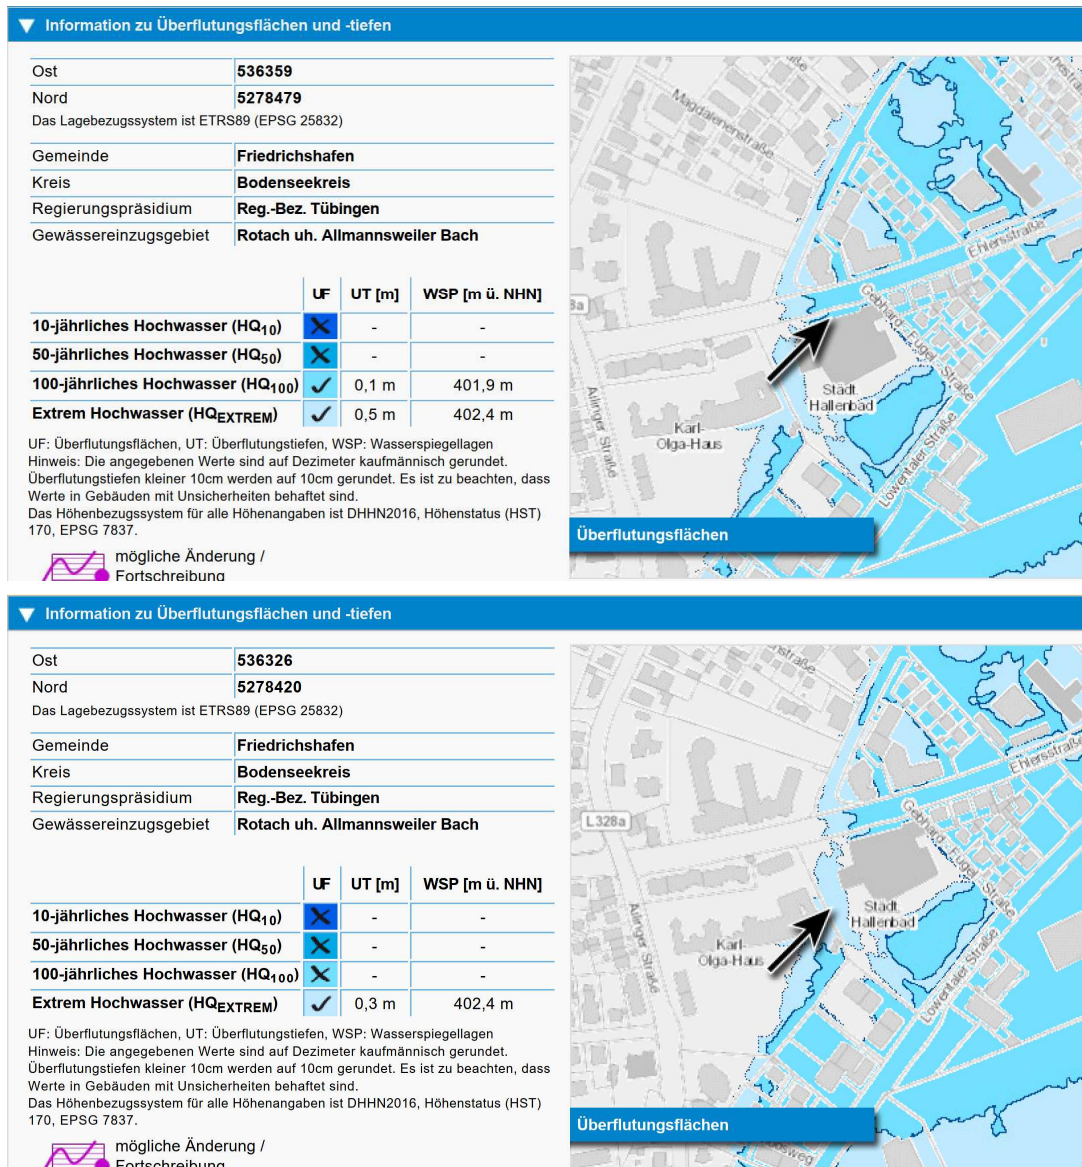 Information zu Überflutungsflächen und -tiefen
Ost 536359
Nord 5278479
Das Lagebezugssystem ist ETRS89 (EPSG 25832)
Gemeinde Friedrichshafen
Kreis Bodenseekreis
Regierungspräsidium Reg.-Bez. Tübingen
Gewässereinzugsgebiet Rotach uh. Allmannsweiler Bach
UF UT [m] WSP [m ü. NHN]
10-jährliches Hochwasser (HQ10) - -
50-jährliches Hochwasser (HQ50) - -
100-jährliches Hochwasser (HQ100) 0,1 m 401,9 m
Extrem Hochwasser (HQEXTREM) 0,5 m 402,4 m
UF: Überflutungsflächen, UT: Überflutungstiefen, WSP: Wasserspiegellagen
Hinweis: Die angegebenen Werte sind auf Dezimeter kaufmännisch gerundet.
Überflutungstiefen kleiner 10cm werden auf 10cm gerundet. Es ist zu beachten, dass
Werte in Gebäuden mit Unsicherheiten behaftet sind.
Das Höhenbezugssystem für alle Höhenangaben ist DHHN2016, Höhenstatus (HST)
170, EPSG 7837.
mögliche Änderung /
Fortschreibung
Magdalenenstraße
Ehlersstraße
Gebhard-Fugel-Straße
8a
Städt.
Hallenbad
Ailinger Straße
Karl-
Olga-Haus
Löwentaler Straße
Überflutungsflächen
Information zu Überflutungsflächen und -tiefen
Ost 536326
Nord 5278420
Das Lagebezugssystem ist ETRS89 (EPSG 25832)
Gemeinde Friedrichshafen
Kreis Bodenseekreis
Regierungspräsidium Reg.-Bez. Tübingen
Gewässereinzugsgebiet Rotach uh. Allmannsweiler Bach
UF UT [m] WSP [m ü. NHN]
10-jährliches Hochwasser (HQ10) - -
50-jährliches Hochwasser (HQ50) - -
100-jährliches Hochwasser (HQ100) - -
Extrem Hochwasser (HQEXTREM) 0,3 m 402,4 m
UF: Überflutungsflächen, UT: Überflutungstiefen, WSP: Wasserspiegellagen
Hinweis: Die angegebenen Werte sind auf Dezimeter kaufmännisch gerundet.
Überflutungstiefen kleiner 10cm werden auf 10cm gerundet. Es ist zu beachten, dass
Werte in Gebäuden mit Unsicherheiten behaftet sind.
Das Höhenbezugssystem für alle Höhenangaben ist DHHN2016, Höhenstatus (HST)
170, EPSG 7837.
mögliche Änderung /
Fortschreibung
Ehlersstraße
L328a
Gebhard-Fugel-Straße
Städt.
Hallenbad
Ailinger Straße
Karl-
Olga-Haus
Löwentaler Straße
Überflutungsflächen